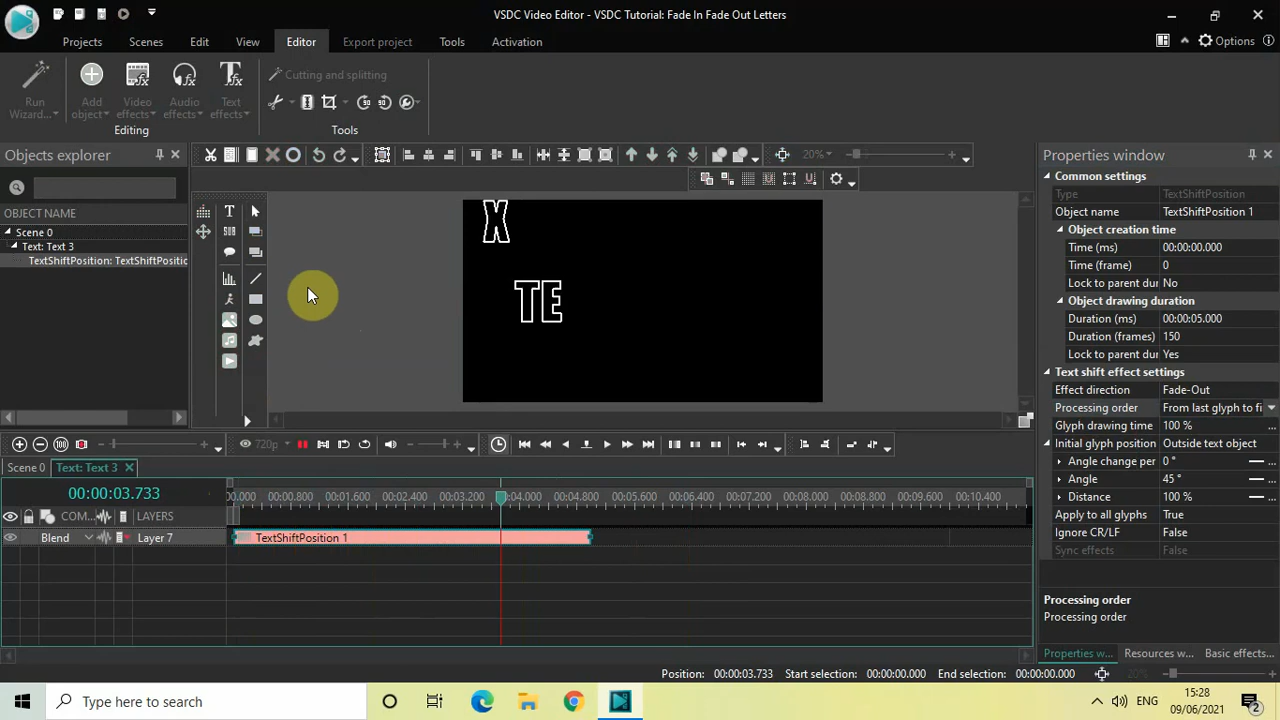 VSDC Video Editor - VSDC Tutorial: Fade In Fade Out Letters
Projects Scenes Edit View Editor Export project Tools Activation
Options
Run Wizard...
Add object
Video effects
Audio effects
Text effects
Cutting and splitting
Editing
Tools
Objects explorer
OBJECT NAME
Scene 0
Text: Text 3
TextShiftPosition: TextShiftPositio
20%
X
TE
Properties window
Common settings
Type TextShiftPosition
Object name TextShiftPosition 1
Object creation time
Time (ms) 00:00:00.000
Time (frame) 0
Lock to parent du No
Object drawing duration
Duration (ms) 00:00:05.000
Duration (frames) 150
Lock to parent du Yes
Text shift effect settings
Effect direction Fade-Out
Processing order From last glyph to fi
Glyph drawing time 100 % ...
Initial glyph position Outside text object
Angle change per 0 ° ...
Angle 45 ° ...
Distance 100 % ...
Apply to all glyphs True
Ignore CR/LF False
Sync effects False
Processing order
Processing order
Properties w... Resources w... Basic effects...
720p
Scene 0 Text: Text 3
00:00:03.733
.000 00:00.800 00:01.600 00:02.400 00:03.200 00:04.000 00:04.800 00:05.600 00:06.400 00:07.200 00:08.000 00:08.800 00:09.600 00:10.400
COM... LAYERS
Blend Layer 7
TextShiftPosition 1
Position: 00:00:03.733 Start selection: 00:00:00.000 End selection: 00:00:00.000 20%
Type here to search
ENG
15:28
09/06/2021
2